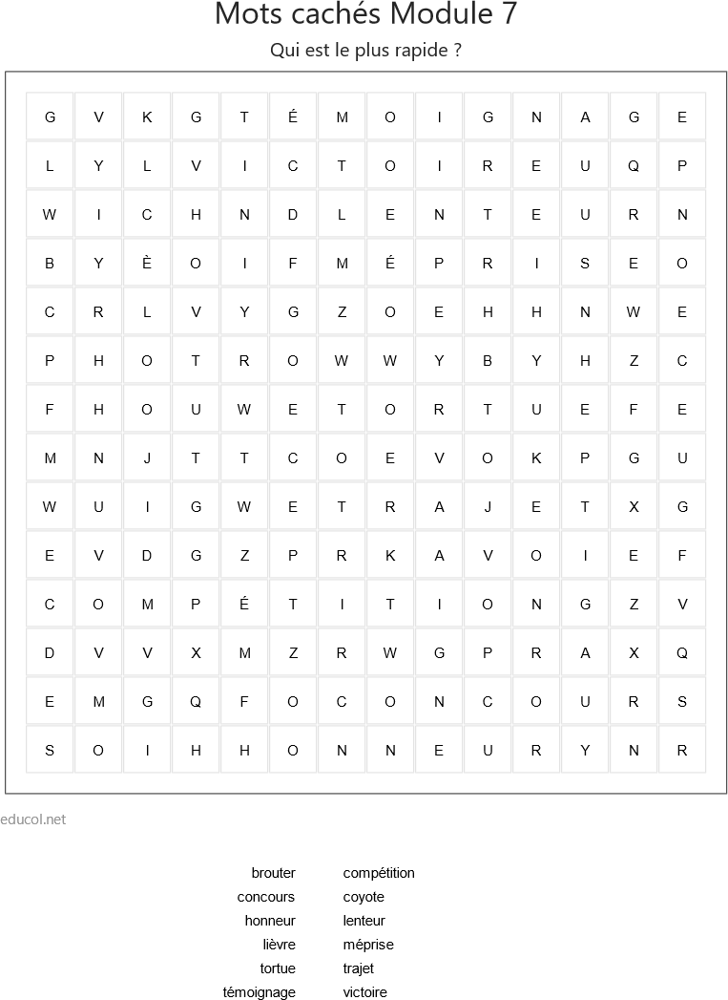 Mots cachés Module 7
Qui est le plus rapide ?
G V K G T É M O I G N A G E
L Y L V I C T O I R E U Q P
W I C H N D L E N T E U R N
B Y È O I F M É P R I S E O
C R L V Y G Z O E H H N W E
P H O T R O W W Y B Y H Z C
F H O U W E T O R T U E F E
M N J T T C O E V O K P G U
W U I G W E T R A J E T X G
E V D G Z P R K A V O I E F
C O M P É T I T I O N G Z V
D V V X M Z R W G P R A X Q
E M G Q F O C O N C O U R S
S O I H H O N N E U R Y N R
educol.net
brouter compétition
concours coyote
honneur lenteur
lièvre méprise
tortue trajet
témoignage victoire